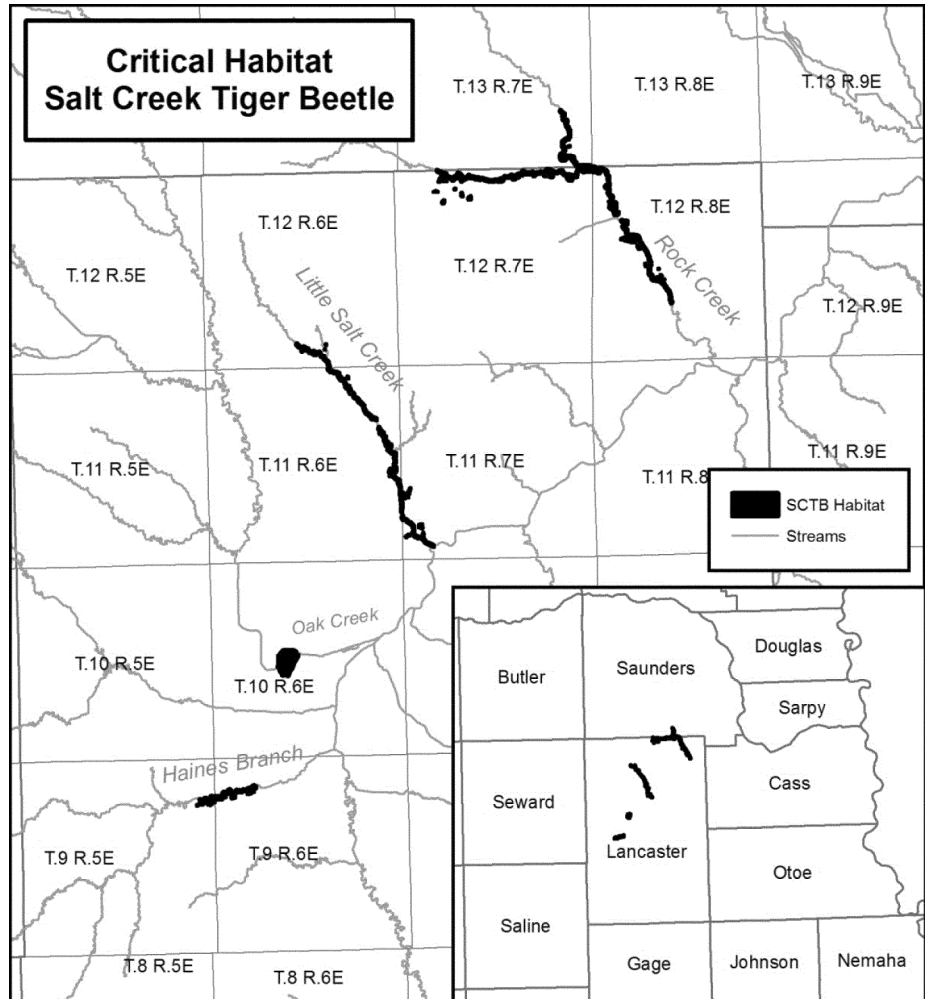 Critical Habitat
Salt Creek Tiger Beetle
T.13 R.7E
T.13 R.8E
T.13 R.9E
T.12 R.5E
T.12 R.6E
T.12 R.7E
T.12 R.8E
T.12 R.9E
Little Salt Creek
Rock Creek
T.11 R.5E
T.11 R.6E
T.11 R.7E
T.11 R.8
T.11 R.9E
SCTB Habitat
Streams
Oak Creek
T.10 R.5E
T.10 R.6E
Haines Branch
T.9 R.5E
T.9 R.6E
T.8 R.5E
T.8 R.6E
Butler
Saunders
Douglas
Sarpy
Seward
Cass
Lancaster
Otoe
Saline
Gage
Johnson
Nemaha